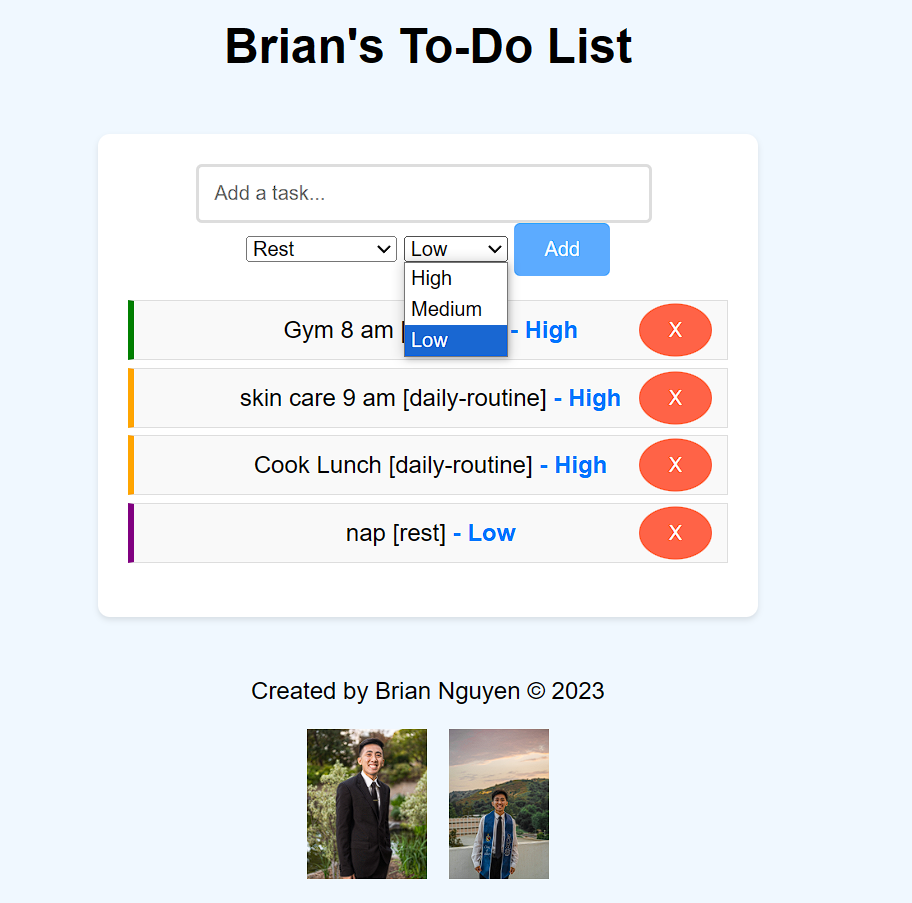 Brian's To-Do List
Add a task...
Rest
Low
Add
High
Medium
Low
Gym 8 am [
- High
X
skin care 9 am [daily-routine] - High
X
Cook Lunch [daily-routine] - High
X
nap [rest] - Low
X
Created by Brian Nguyen © 2023